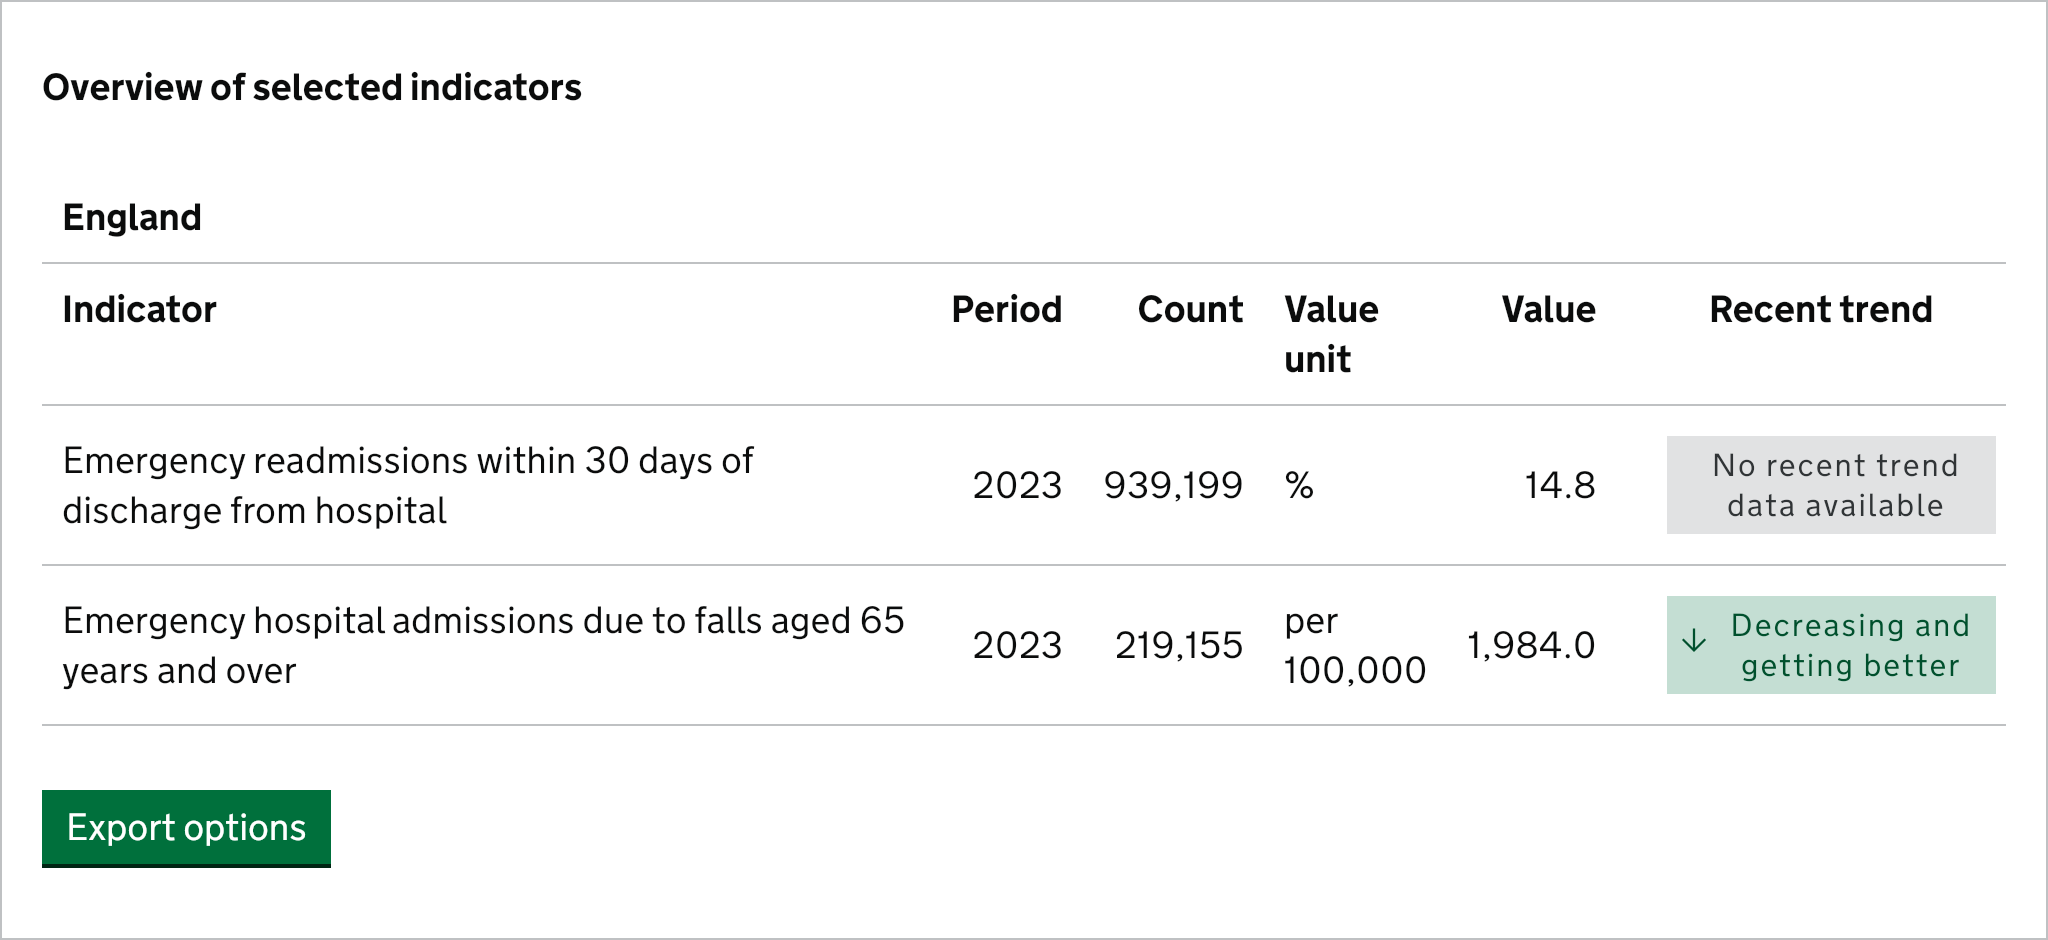 Overview of selected indicators
England
Indicator Period Count Value unit Value Recent trend
Emergency readmissions within 30 days of
discharge from hospital
2023 939,199 % 14.8
No recent trend
data available
Emergency hospital admissions due to falls aged 65
years and over
2023 219,155
per
100,000
1,984.0
↓ Decreasing and
getting better
Export options